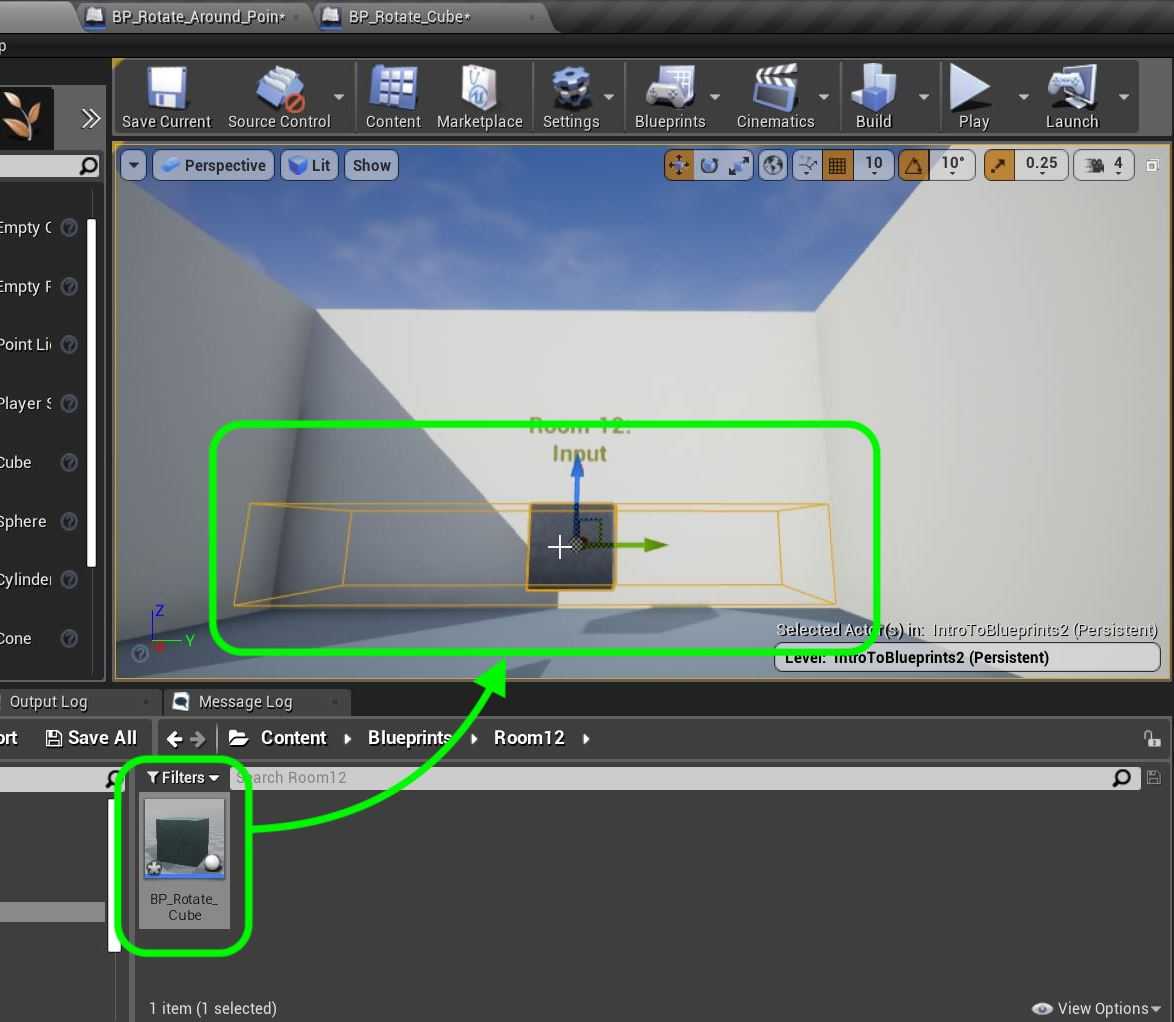 BP_Rotate_Around_Poin*
BP_Rotate_Cube*
p
Save Current
Source Control
Content
Marketplace
Settings
Blueprints
Cinematics
Build
Play
Launch
Perspective
Lit
Show
10
10°
0.25
4
Empty C
Empty P
Point Li
Player S
Cube
Sphere
Cylinder
Cone
Room 12:
Input
Z
Y
Selected Actor(s) in: IntroToBlueprints2 (Persistent)
Level: IntroToBlueprints2 (Persistent)
Output Log
Message Log
ort
Save All
Content
Blueprints
Room12
Filters
Search Room12
BP_Rotate_
Cube
1 item (1 selected)
View Options